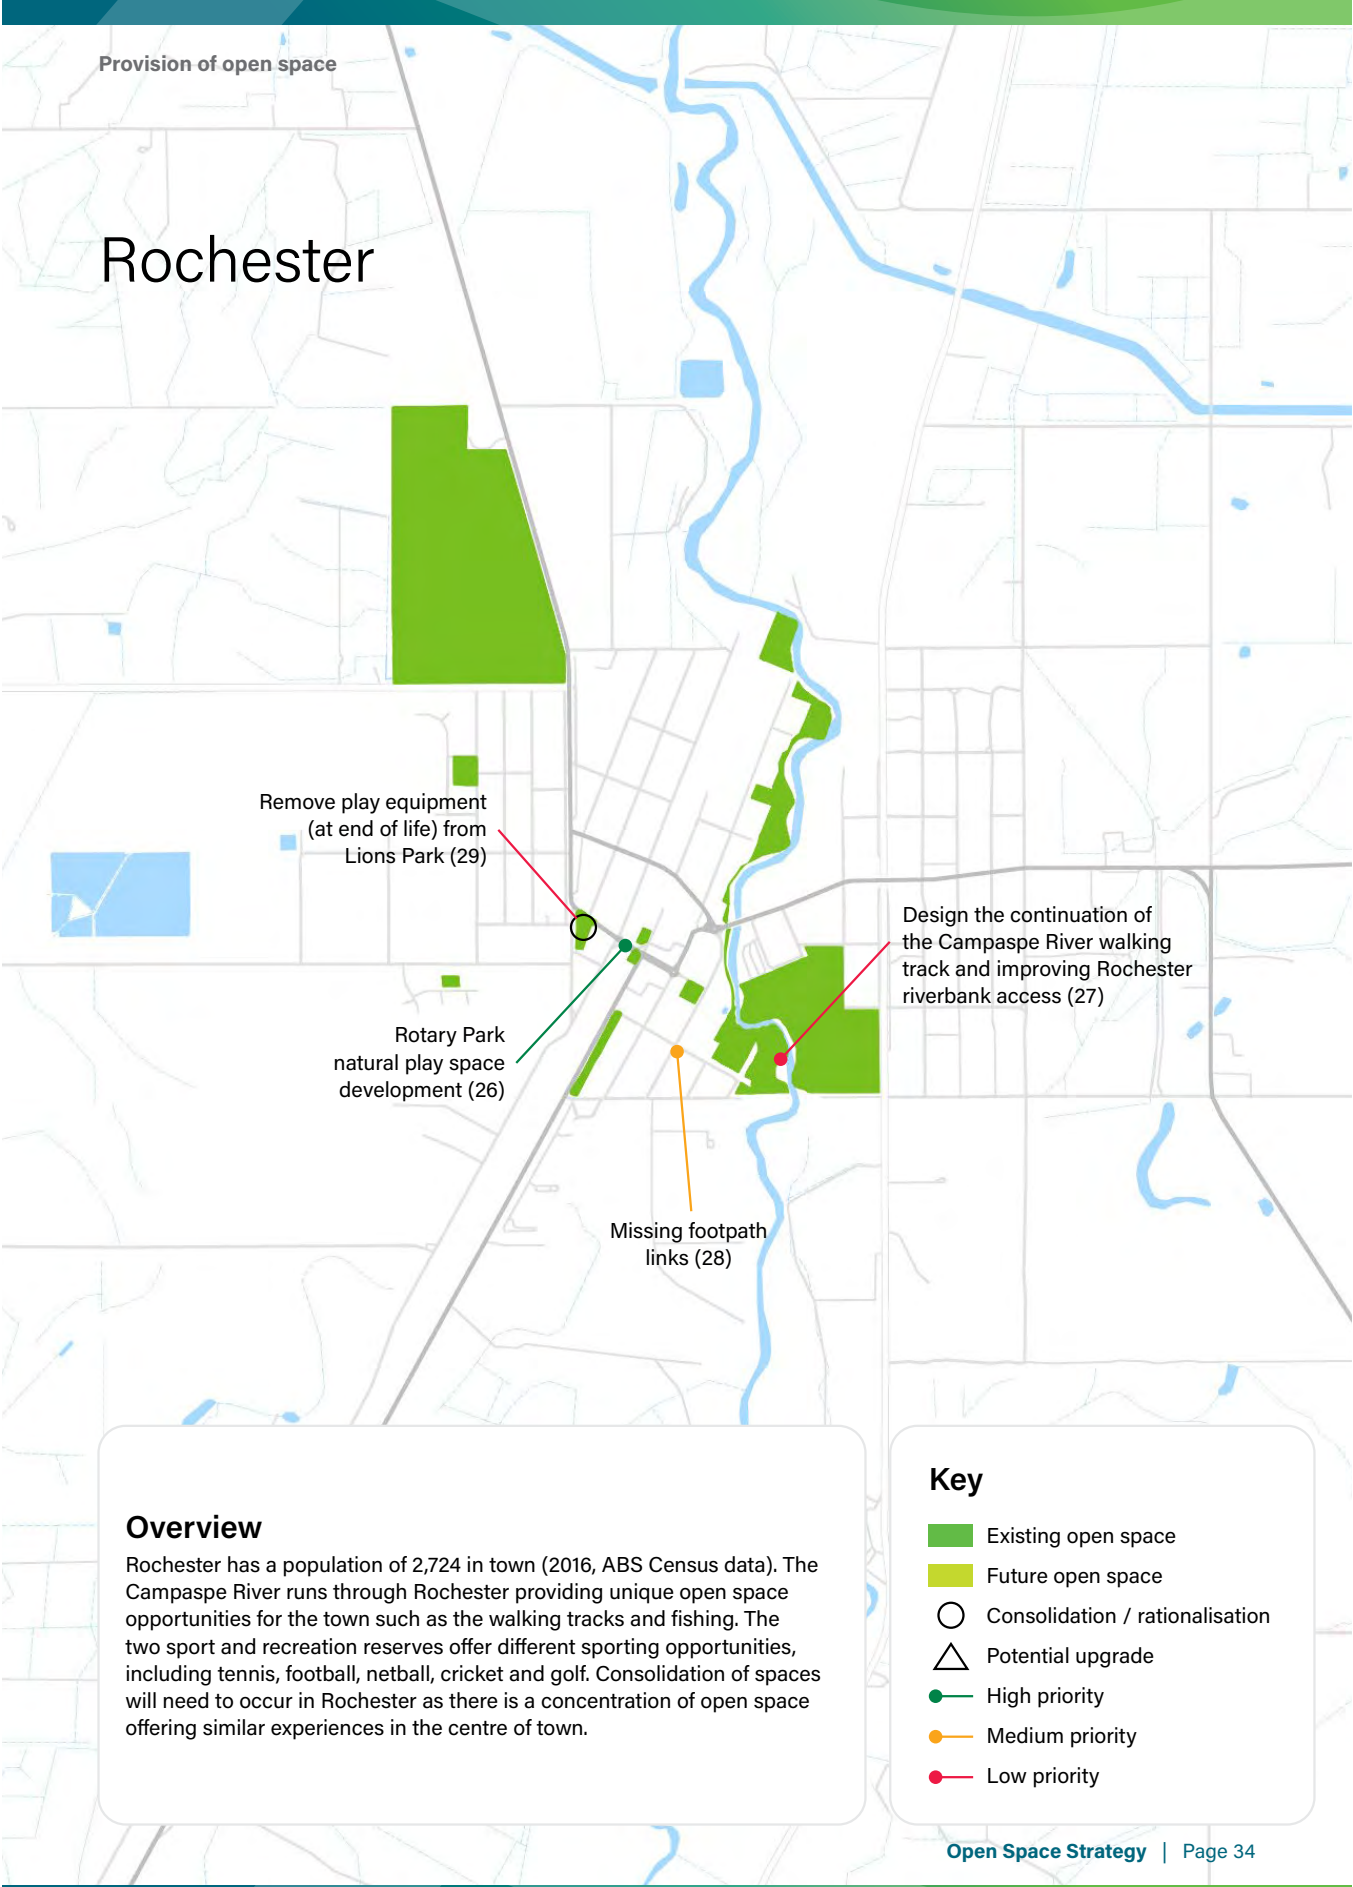 Provision of open space
Rochester
Remove play equipment
(at end of life) from
Lions Park (29)
Design the continuation of
the Campaspe River walking
track and improving Rochester
riverbank access (27)
Rotary Park
natural play space
development (26)
Missing footpath
links (28)
Overview
Rochester has a population of 2,724 in town (2016, ABS Census data). The
Campaspe River runs through Rochester providing unique open space
opportunities for the town such as the walking tracks and fishing. The
two sport and recreation reserves offer different sporting opportunities,
including tennis, football, netball, cricket and golf. Consolidation of spaces
will need to occur in Rochester as there is a concentration of open space
offering similar experiences in the centre of town.
Key
Existing open space
Future open space
Consolidation / rationalisation
Potential upgrade
High priority
Medium priority
Low priority
Open Space Strategy | Page 34